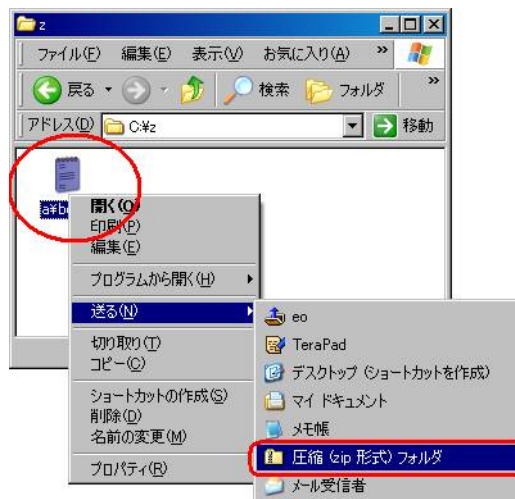 z
ファイル(F) 編集(E) 表示(V) お気に入り(A) »
戻る 検索 フォルダ »
アドレス(D) C:¥z 移動
開く(O)
印刷(P)
編集(E)
プログラムから開く(H)
送る(N)
切り取り(T)
コピー(C)
ショートカットの作成(S)
削除(D)
名前の変更(M)
プロパティ(R)
eo
TeraPad
デスクトップ (ショートカットを作成)
マイ ドキュメント
メモ帳
圧縮 (zip 形式) フォルダ
メール受信者